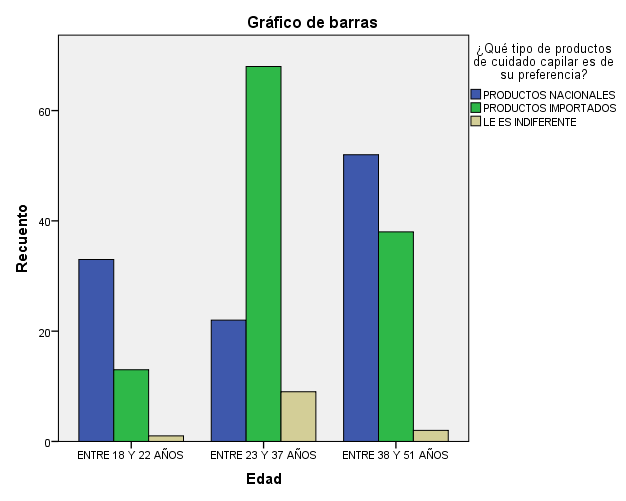 Gráfico de barras
¿Qué tipo de productos
de cuidado capilar es de
su preferencia?
PRODUCTOS NACIONALES
PRODUCTOS IMPORTADOS
LE ES INDIFERENTE
Recuento
60
40
20
0
ENTRE 18 Y 22 AÑOS
ENTRE 23 Y 37 AÑOS
ENTRE 38 Y 51 AÑOS
Edad